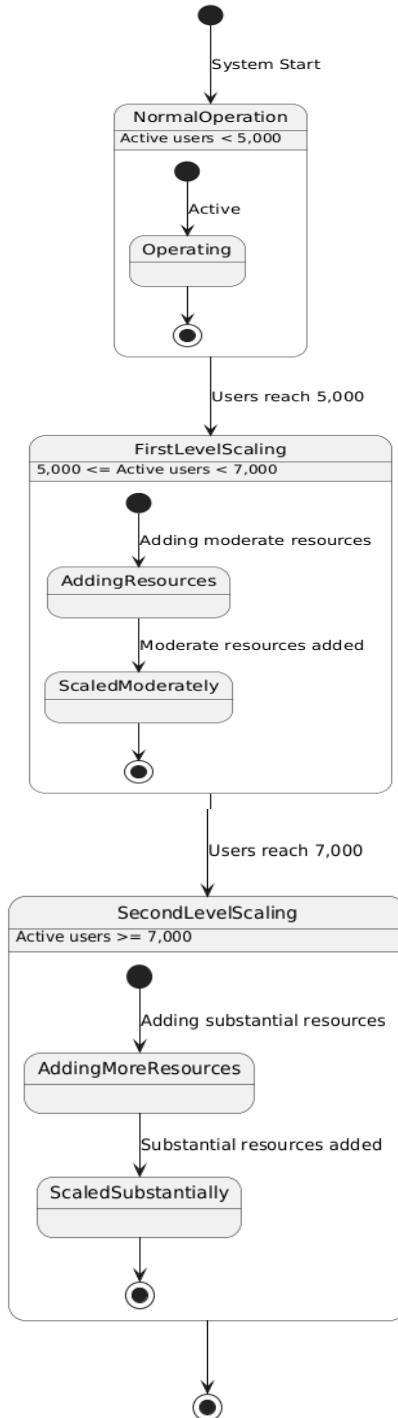 System Start
NormalOperation
Active users < 5,000
Active
Operating
Users reach 5,000
FirstLevelScaling
5,000 <= Active users < 7,000
Adding moderate resources
AddingResources
Moderate resources added
ScaledModerately
Users reach 7,000
SecondLevelScaling
Active users >= 7,000
Adding substantial resources
AddingMoreResources
Substantial resources added
ScaledSubstantially